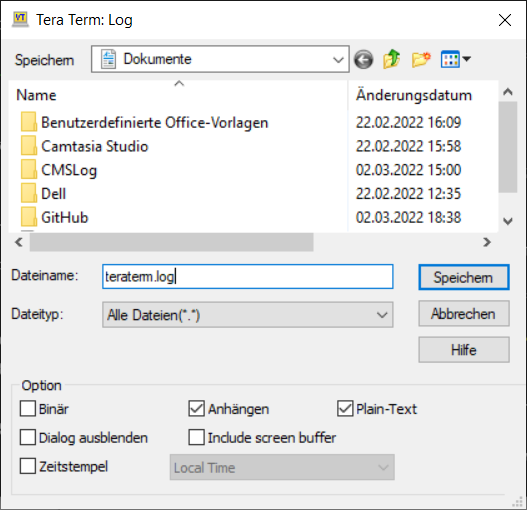 VT
Tera Term: Log
Speichern Dokumente
Name Änderungsdatum
Benutzerdefinierte Office-Vorlagen 22.02.2022 16:09
Camtasia Studio 22.02.2022 15:58
CMSLog 02.03.2022 15:00
Dell 22.02.2022 12:35
GitHub 02.03.2022 18:38
Dateiname: teraterm.log Speichern
Dateityp: Alle Dateien(*.*) Abbrechen
Hilfe
Option
Binär Anhängen Plain-Text
Dialog ausblenden Include screen buffer
Zeitstempel Local Time